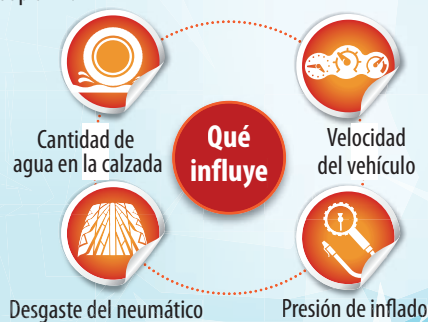 Cantidad de
agua en la calzada
Qué
influye
Velocidad
del vehículo
Desgaste del neumático
Presión de inflado